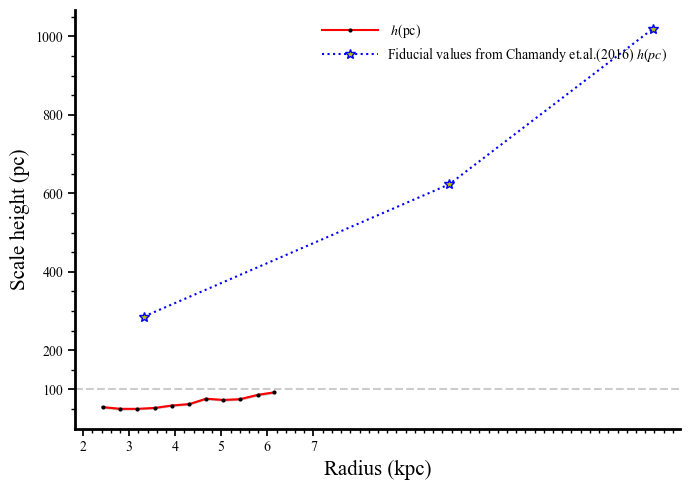 h(pc)
Fiducial values from Chamandy et.al.(2016) h(pc)
1000
800
600
400
200
100
Scale height (pc)
2 3 4 5 6 7
Radius (kpc)